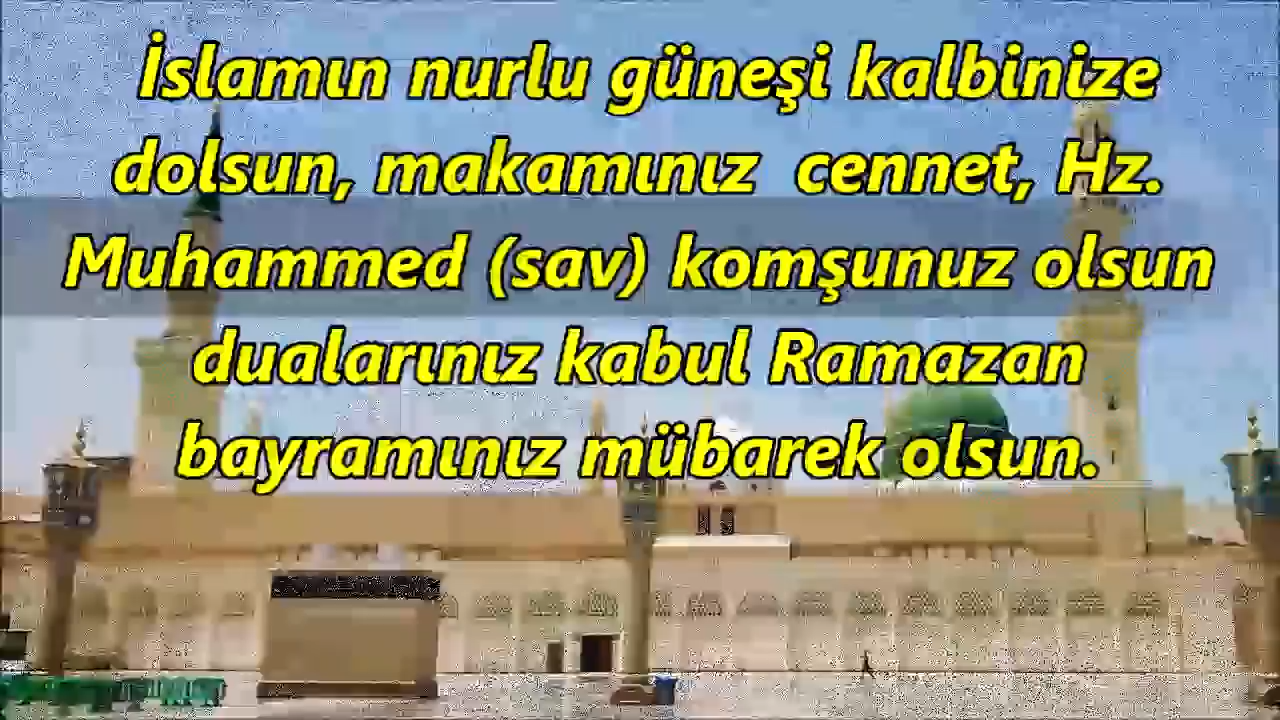 İslamın nurlu güneşi kalbinize
dolsun, makamınız cennet, Hz.
Muhammed (sav) komşunuz olsun
dualarınız kabul Ramazan
bayramınız mübarek olsun.